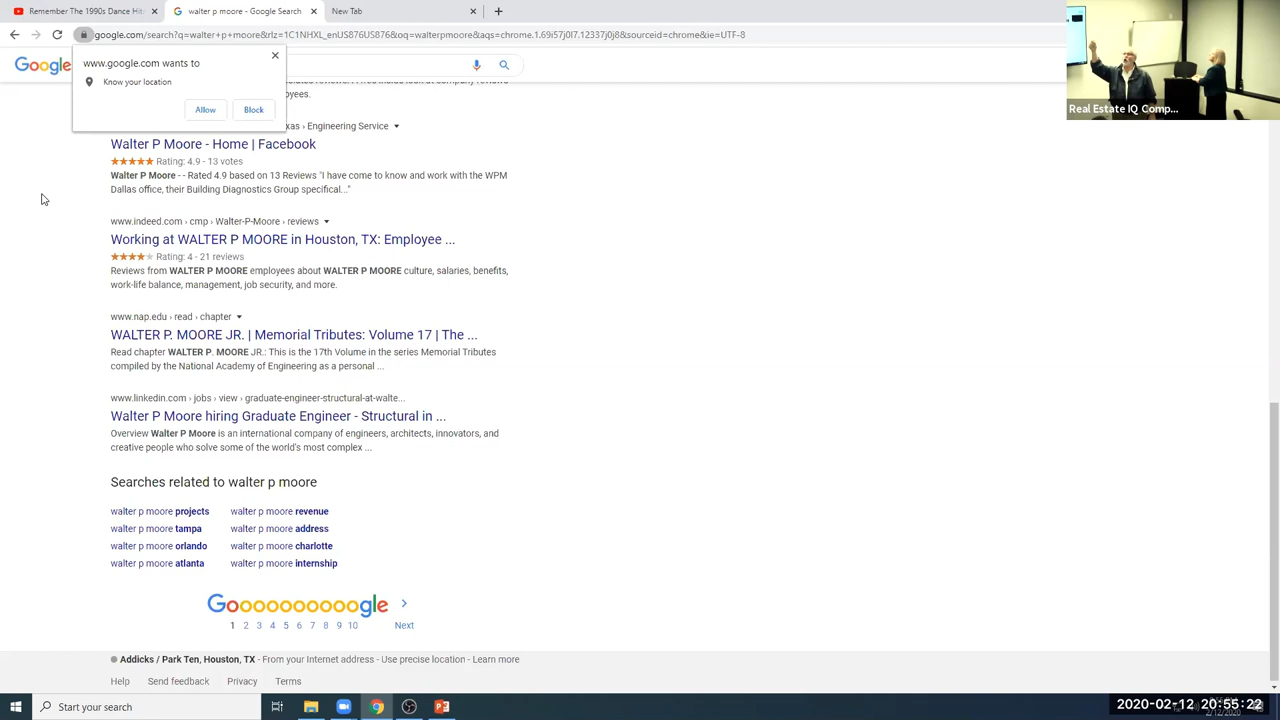 Remember The 1990s Dance Hit
walter p moore - Google Search
New Tab
google.com/search?q=walter+p+moore&rlz=1C1NHXL_enUS876US876&oq=walterpmoore&aqs=chrome.1.69i57j0l7.12337j0j8&sourceid=chrome&ie=UTF-8
Google
www.google.com wants to
Know your location
Allow
Block
Real Estate IQ Comp...
oyees.
xas › Engineering Service
Walter P Moore - Home | Facebook
Rating: 4.9 - 13 votes
Walter P Moore - - Rated 4.9 based on 13 Reviews "I have come to know and work with the WPM
Dallas office, their Building Diagnostics Group specifical..."
www.indeed.com › cmp › Walter-P-Moore › reviews
Working at WALTER P MOORE in Houston, TX: Employee ...
Rating: 4 - 21 reviews
Reviews from WALTER P MOORE employees about WALTER P MOORE culture, salaries, benefits,
work-life balance, management, job security, and more.
www.nap.edu › read › chapter
WALTER P. MOORE JR. | Memorial Tributes: Volume 17 | The ...
Read chapter WALTER P. MOORE JR.: This is the 17th Volume in the series Memorial Tributes
compiled by the National Academy of Engineering as a personal ...
www.linkedin.com › jobs › view › graduate-engineer-structural-at-walte...
Walter P Moore hiring Graduate Engineer - Structural in ...
Overview Walter P Moore is an international company of engineers, architects, innovators, and
creative people who solve some of the world's most complex ...
Searches related to walter p moore
walter p moore projects
walter p moore revenue
walter p moore tampa
walter p moore address
walter p moore orlando
walter p moore charlotte
walter p moore atlanta
walter p moore internship
Goooooooooogle
1 2 3 4 5 6 7 8 9 10 Next
Addicks / Park Ten, Houston, TX - From your Internet address - Use precise location - Learn more
Help Send feedback Privacy Terms
Start your search
2020-02-12 20:55:22